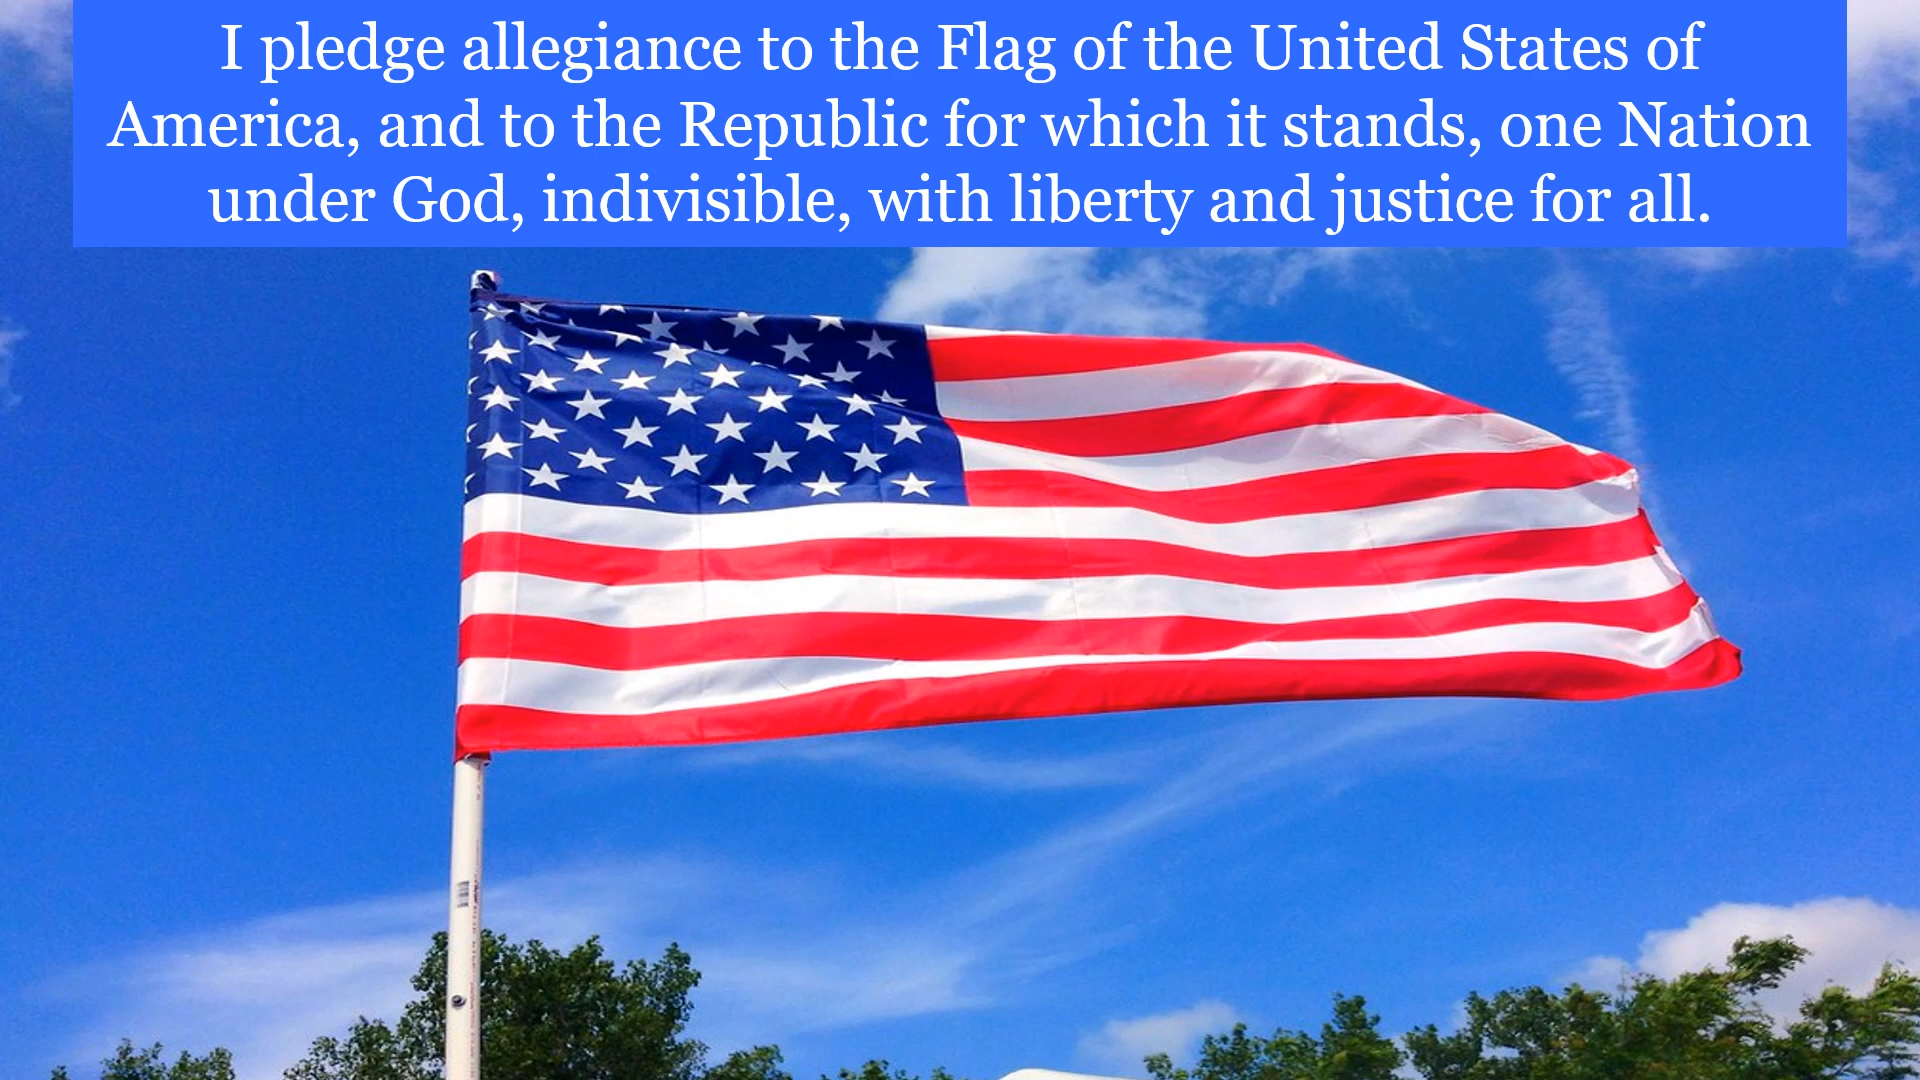 I pledge allegiance to the Flag of the United States of
America, and to the Republic for which it stands, one Nation
under God, indivisible, with liberty and justice for all.